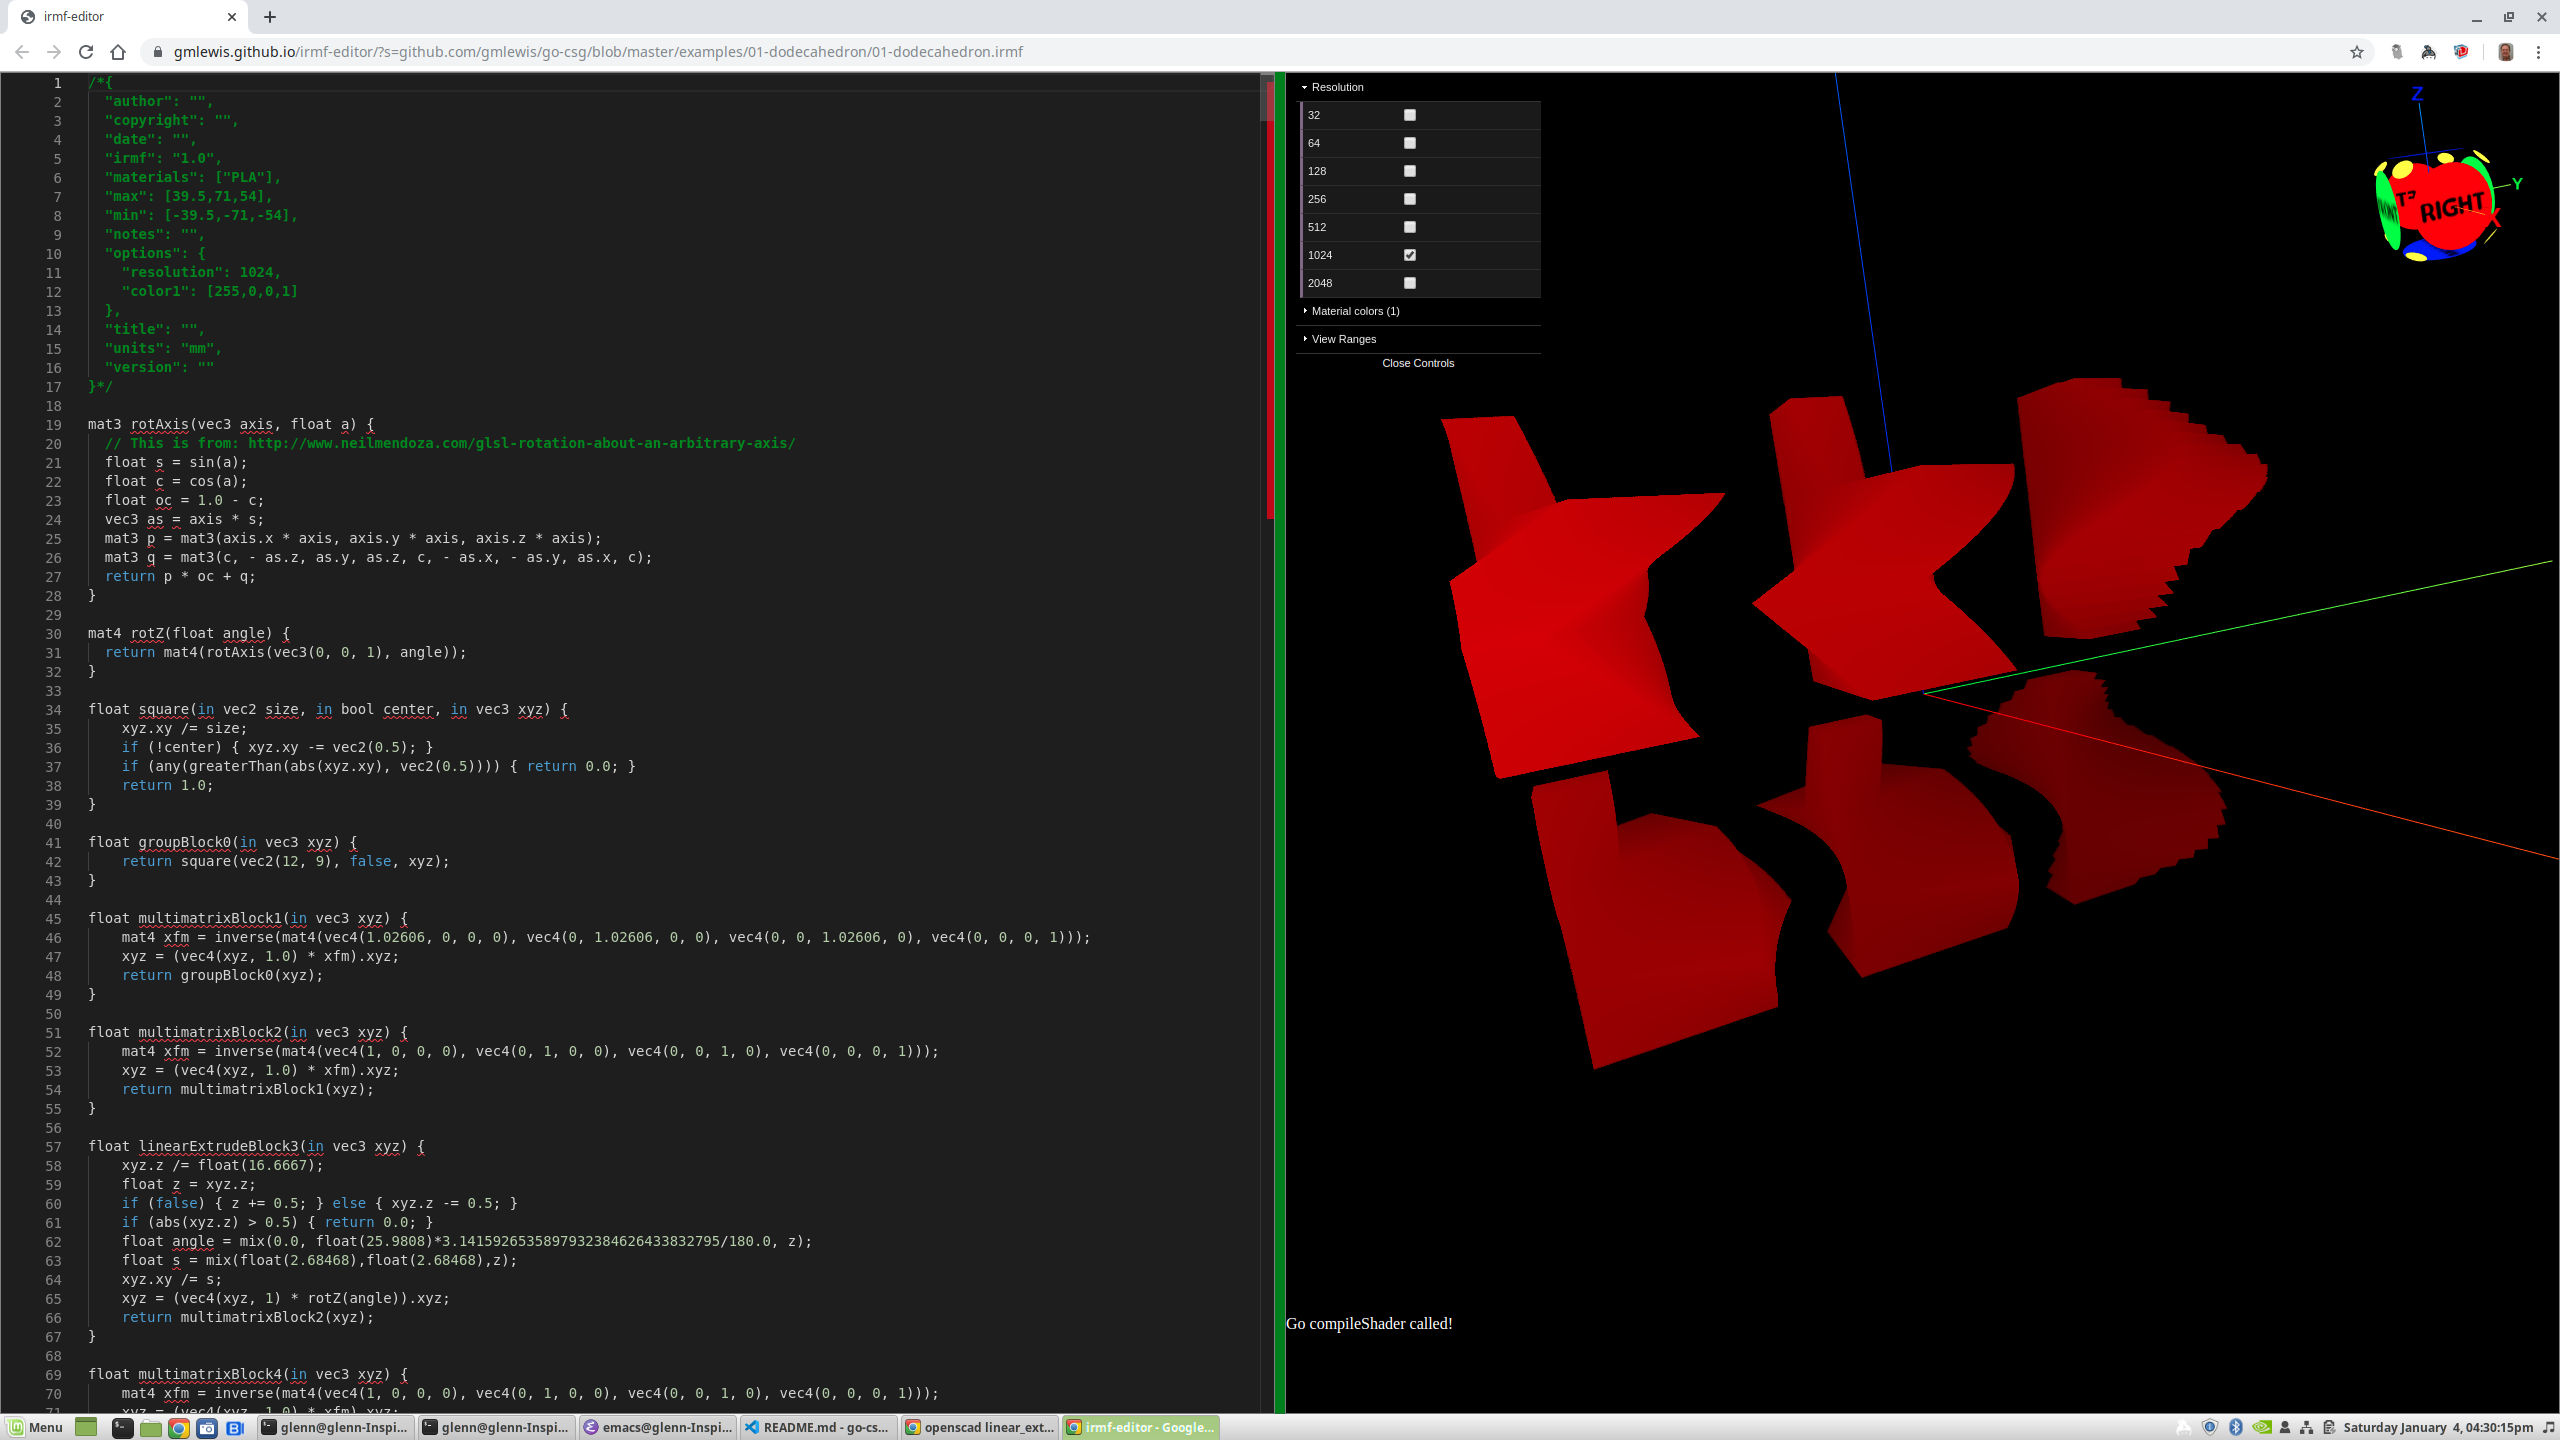 irmf-editor
gmlewis.github.io/irmf-editor/?s=github.com/gmlewis/go-csg/blob/master/examples/01-dodecahedron/01-dodecahedron.irmf
1 /*{
2 "author": "",
3 "copyright": "",
4 "date": "",
5 "irmf": "1.0",
6 "materials": ["PLA"],
7 "max": [39.5,71,54],
8 "min": [-39.5,-71,-54],
9 "notes": "",
10 "options": {
11 "resolution": 1024,
12 "color1": [255,0,0,1]
13 },
14 "title": "",
15 "units": "mm",
16 "version": ""
17 }*/
18
19 mat3 rotAxis(vec3 axis, float a) {
20 // This is from: http://www.neilmendoza.com/glsl-rotation-about-an-arbitrary-axis/
21 float s = sin(a);
22 float c = cos(a);
23 float oc = 1.0 - c;
24 vec3 as = axis * s;
25 mat3 p = mat3(axis.x * axis, axis.y * axis, axis.z * axis);
26 mat3 q = mat3(c, - as.z, as.y, as.z, c, - as.x, - as.y, as.x, c);
27 return p * oc + q;
28 }
29
30 mat4 rotZ(float angle) {
31 return mat4(rotAxis(vec3(0, 0, 1), angle));
32 }
33
34 float square(in vec2 size, in bool center, in vec3 xyz) {
35 xyz.xy /= size;
36 if (!center) { xyz.xy -= vec2(0.5); }
37 if (any(greaterThan(abs(xyz.xy), vec2(0.5)))) { return 0.0; }
38 return 1.0;
39 }
40
41 float groupBlock0(in vec3 xyz) {
42 return square(vec2(12, 9), false, xyz);
43 }
44
45 float multimatrixBlock1(in vec3 xyz) {
46 mat4 xfm = inverse(mat4(vec4(1.02606, 0, 0, 0), vec4(0, 1.02606, 0, 0), vec4(0, 0, 1.02606, 0), vec4(0, 0, 0, 1)));
47 xyz = (vec4(xyz, 1.0) * xfm).xyz;
48 return groupBlock0(xyz);
49 }
50
51 float multimatrixBlock2(in vec3 xyz) {
52 mat4 xfm = inverse(mat4(vec4(1, 0, 0, 0), vec4(0, 1, 0, 0), vec4(0, 0, 1, 0), vec4(0, 0, 0, 1)));
53 xyz = (vec4(xyz, 1.0) * xfm).xyz;
54 return multimatrixBlock1(xyz);
55 }
56
57 float linearExtrudeBlock3(in vec3 xyz) {
58 xyz.z /= float(16.6667);
59 float z = xyz.z;
60 if (false) { z += 0.5; } else { xyz.z -= 0.5; }
61 if (abs(xyz.z) > 0.5) { return 0.0; }
62 float angle = mix(0.0, float(25.9808)*3.1415926535897932384626433832795/180.0, z);
63 float s = mix(float(2.68468),float(2.68468),z);
64 xyz.xy /= s;
65 xyz = (vec4(xyz, 1) * rotZ(angle)).xyz;
66 return multimatrixBlock2(xyz);
67 }
68
69 float multimatrixBlock4(in vec3 xyz) {
70 mat4 xfm = inverse(mat4(vec4(1, 0, 0, 0), vec4(0, 1, 0, 0), vec4(0, 0, 1, 0), vec4(0, 0, 0, 1)));
71 xyz = (vec4(xyz, 1.0) * xfm).xyz;
Resolution
32
64
128
256
512
1024
2048
Material colors (1)
View Ranges
Close Controls
Z
Y
X
RIGHT
Go compileShader called!
Menu
glenn@glenn-Inspi...
glenn@glenn-Inspi...
emacs@glenn-Inspi...
README.md - go-cs...
openscad linear_ext...
irmf-editor - Google...
Saturday January 4, 04:30:15pm